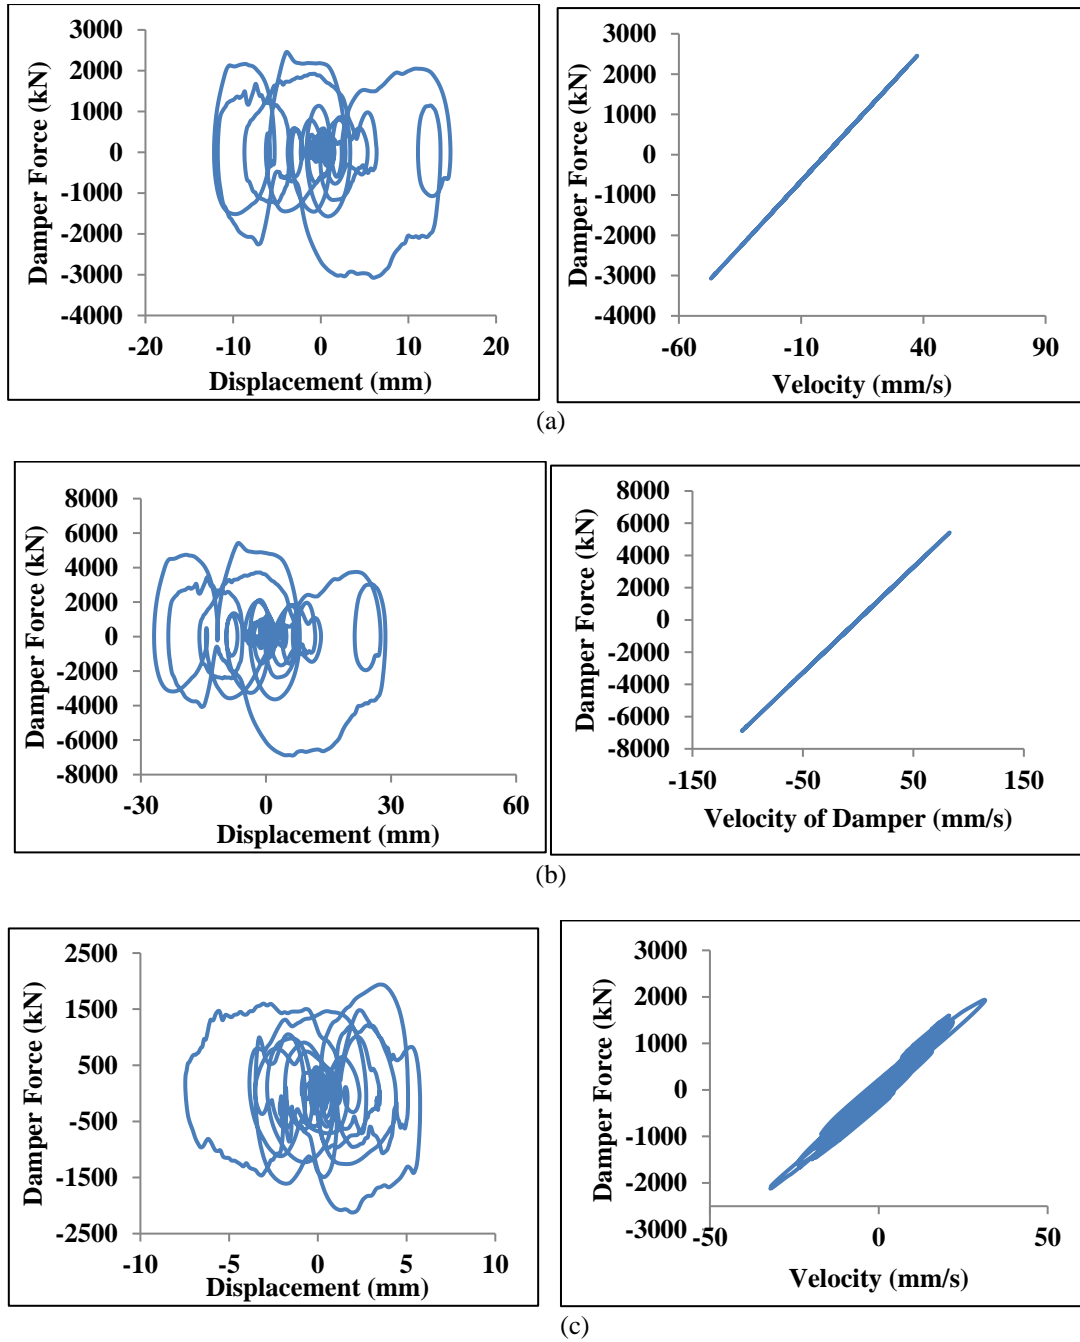 3000
2000
1000
0
-1000
-2000
-3000
-4000
-20 -10 0 10 20
Damper Force (kN)
Displacement (mm)
3000
2000
1000
0
-1000
-2000
-3000
-4000
-60 -10 40 90
Damper Force (kN)
Velocity (mm/s)
(a)
8000
6000
4000
2000
0
-2000
-4000
-6000
-8000
-30 0 30 60
Damper Force (kN)
Displacement (mm)
8000
6000
4000
2000
0
-2000
-4000
-6000
-8000
-150 -50 50 150
Damper Force (kN)
Velocity of Damper (mm/s)
(b)
2500
1500
500
-500
-1500
-2500
-10 -5 0 5 10
Damper Force (kN)
Displacement (mm)
3000
2000
1000
0
-1000
-2000
-3000
-50 0 50
Damper Force (kN)
Velocity (mm/s)
(c)